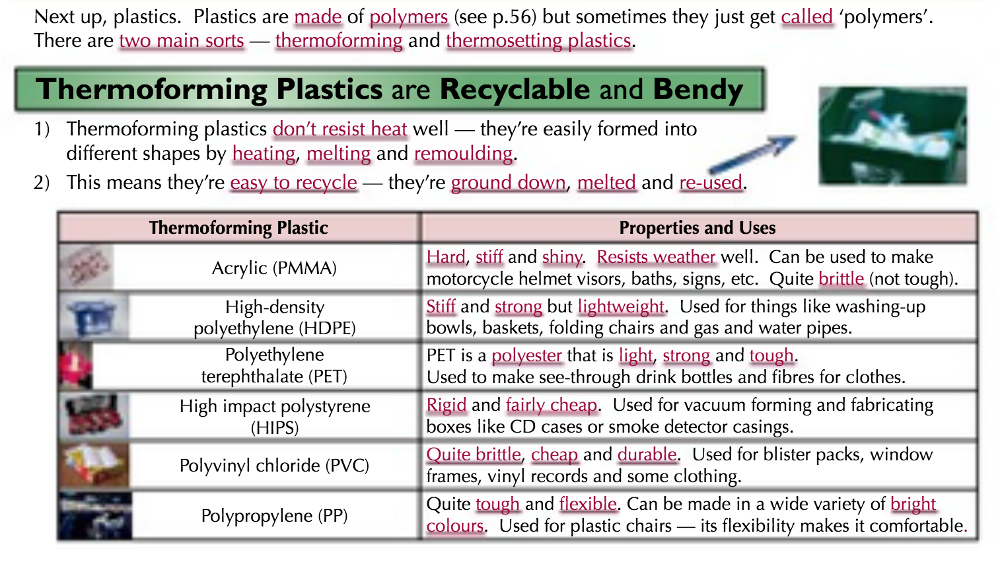 Next up, plastics. Plastics are made of polymers (see p.56) but sometimes they just get called ‘polymers’.
There are two main sorts — thermoforming and thermosetting plastics.
Thermoforming Plastics are Recyclable and Bendy
1) Thermoforming plastics don’t resist heat well — they’re easily formed into
different shapes by heating, melting and remoulding.
2) This means they’re easy to recycle — they’re ground down, melted and re-used.
Thermoforming Plastic
Properties and Uses
Acrylic (PMMA)
Hard, stiff and shiny. Resists weather well. Can be used to make
motorcycle helmet visors, baths, signs, etc. Quite brittle (not tough).
High-density
polyethylene (HDPE)
Stiff and strong but lightweight. Used for things like washing-up
bowls, baskets, folding chairs and gas and water pipes.
Polyethylene
terephthalate (PET)
PET is a polyester that is light, strong and tough.
Used to make see-through drink bottles and fibres for clothes.
High impact polystyrene
(HIPS)
Rigid and fairly cheap. Used for vacuum forming and fabricating
boxes like CD cases or smoke detector casings.
Polyvinyl chloride (PVC)
Quite brittle, cheap and durable. Used for blister packs, window
frames, vinyl records and some clothing.
Polypropylene (PP)
Quite tough and flexible. Can be made in a wide variety of bright
colours. Used for plastic chairs — its flexibility makes it comfortable.